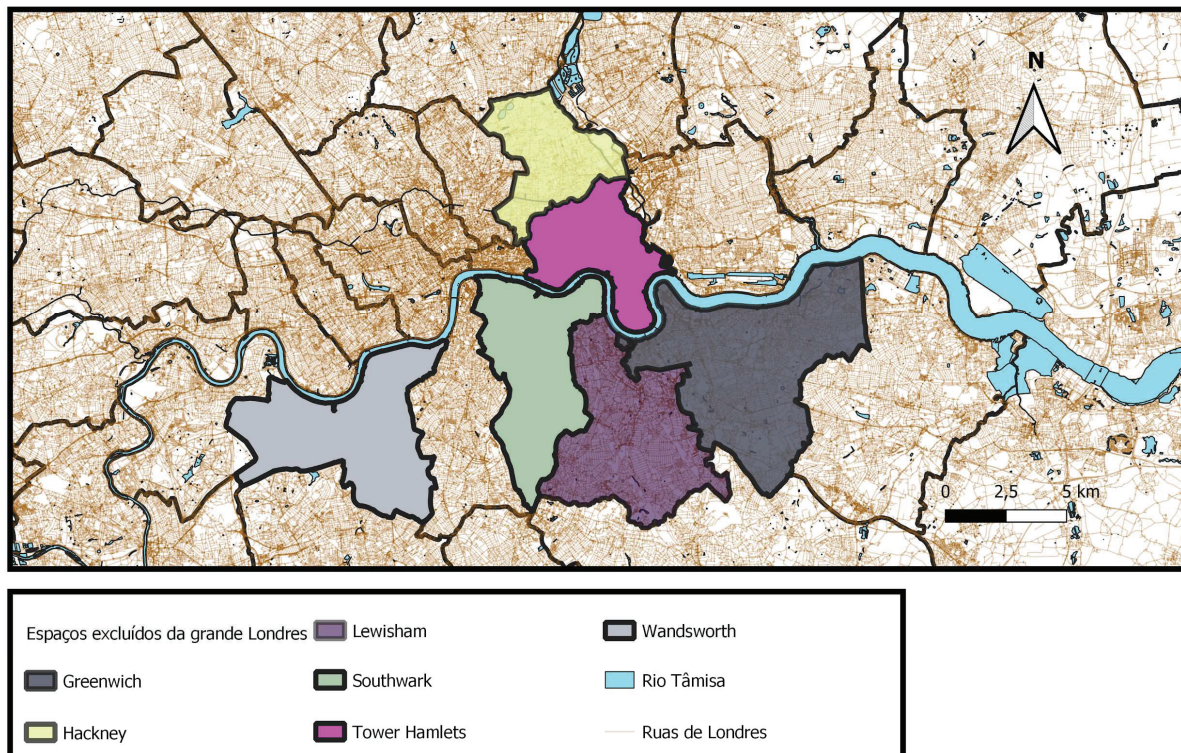 N
0 2,5 5 km
Espaços excluídos da grande Londres
Greenwich
Hackney
Lewisham
Southwark
Tower Hamlets
Wandsworth
Rio Tâmisa
Ruas de Londres